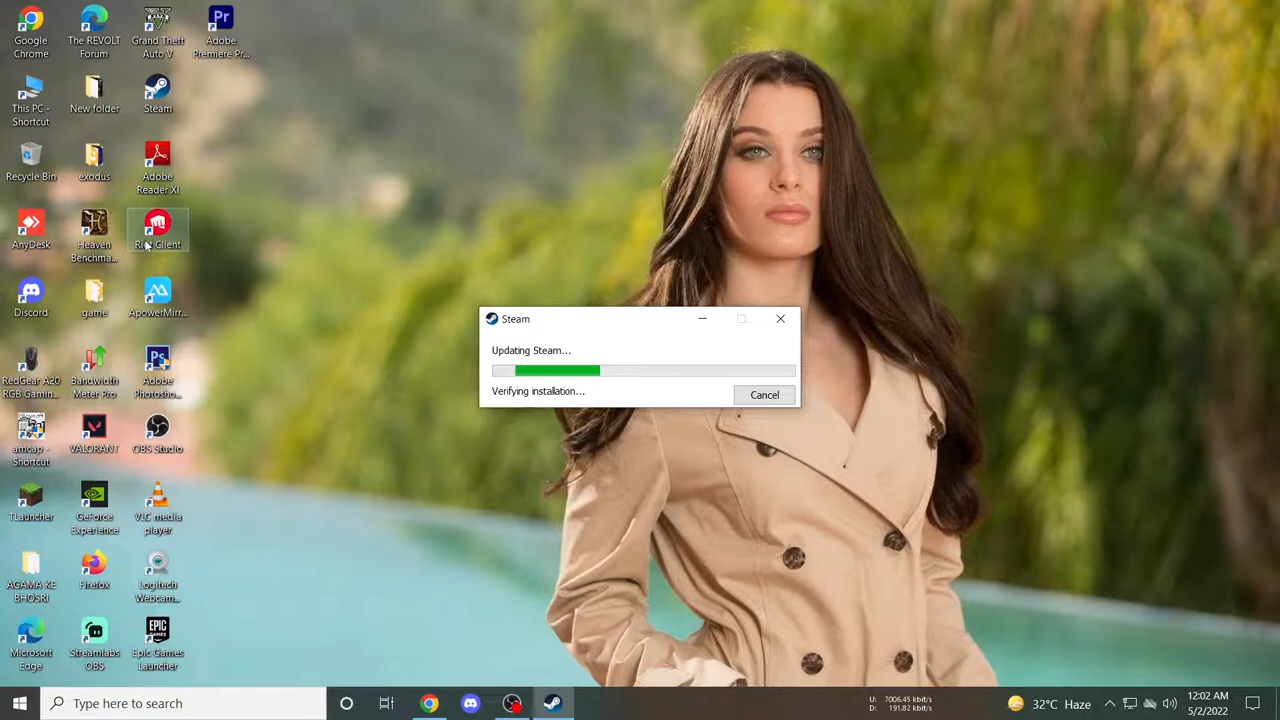 Google
Chrome
The REVOLT
Forum
Grand Theft
Auto V
Adobe
Premiere Pr...
This PC -
Shortcut
New folder
Steam
Recycle Bin
exodus
Adobe
Reader XI
AnyDesk
Heaven
Benchma...
Riot Client
Discord
game
ApowerMirr...
RedGear A20
RGB Gamin...
Bandwidth
Meter Pro
Adobe
Photosho...
amcap -
Shortcut
VALORANT
OBS Studio
TLauncher
GeForce
Experience
VLC media
player
AGAMA KE
BHOSRI
Firefox
Logitech
Webcam...
Microsoft
Edge
Streamlabs
OBS
Epic Games
Launcher
Steam
Updating Steam...
Verifying installation...
Cancel
Type here to search
U: 7006.45 kbit/s
D: 191.82 kbit/s
32°C Haze
12:02 AM
5/2/2022